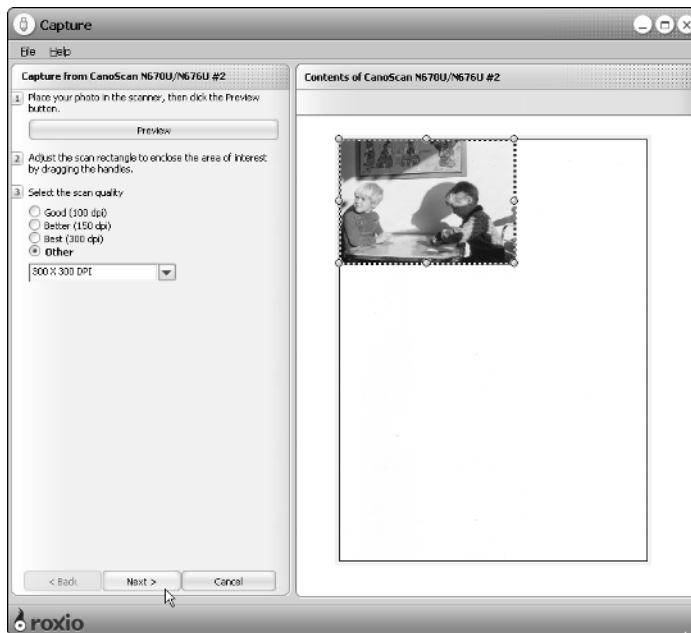 Capture
File Help
Capture from CanoScan N670U/N676U #2
1 Place your photo in the scanner, then click the Preview
button.
Preview
2 Adjust the scan rectangle to enclose the area of interest
by dragging the handles.
3 Select the scan quality
Good (100 dpi)
Better (150 dpi)
Best (300 dpi)
Other
300 X 300 DPI
< Back Next > Cancel
Contents of CanoScan N670U/N676U #2
roxio